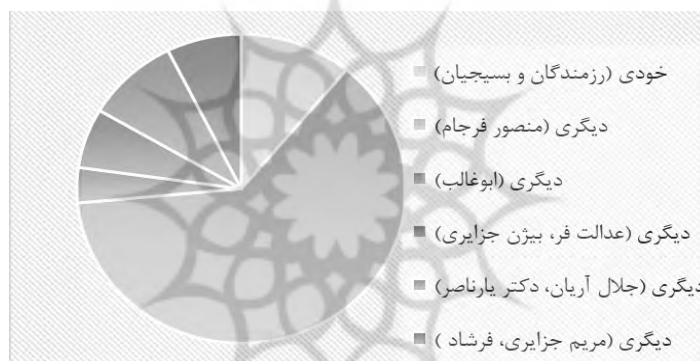 خودی (رزمندگان و بسیجیان)
دیگری (منصور فرجام)
دیگری (ابوغالب)
دیگری (عدالت فر، بیژن جزایری)
دیگری (جلال آریان، دکتر یارناصر)
دیگری (مریم جزایری، فرشاد )